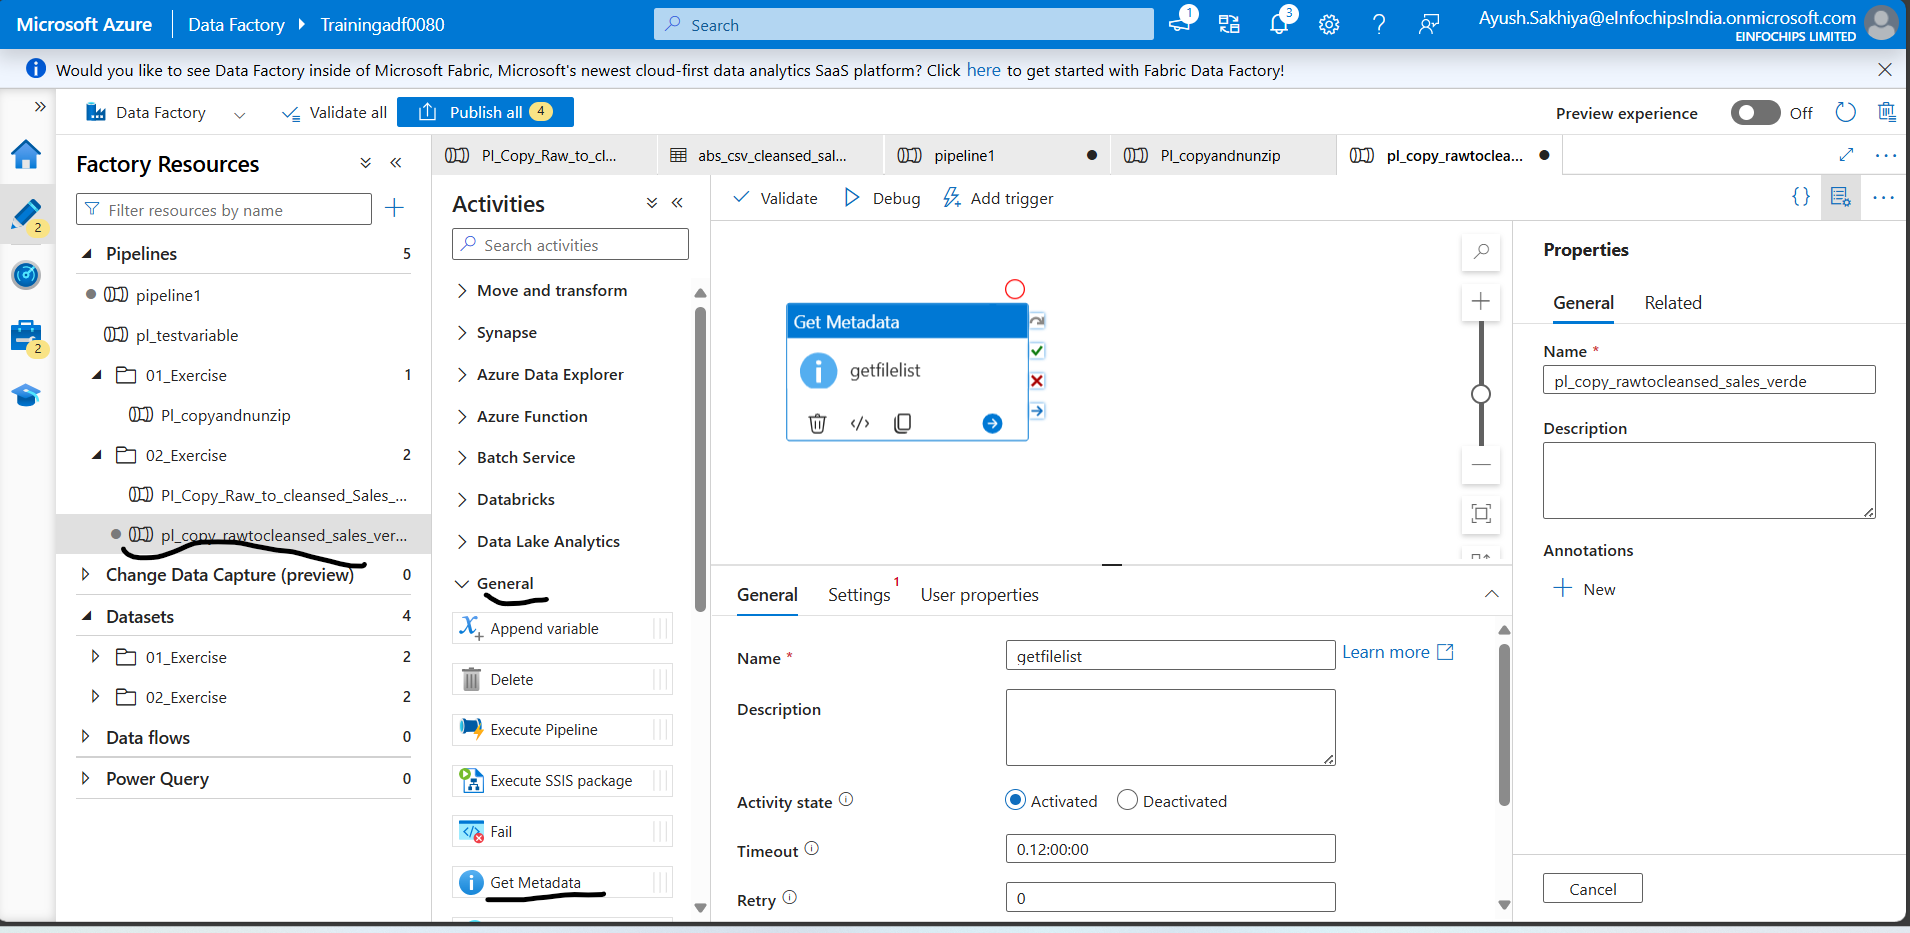 Microsoft Azure
Data Factory
Trainingadf0080
Search
1
3
Ayush.Sakhiya@eInfochipsIndia.onmicrosoft.com
EINFOCHIPS LIMITED
Would you like to see Data Factory inside of Microsoft Fabric, Microsoft's newest cloud-first data analytics SaaS platform? Click here to get started with Fabric Data Factory!
Data Factory
Validate all
Publish all
4
Preview experience
Off
2
2
Factory Resources
Filter resources by name
Pipelines 5
pipeline1
pl_testvariable
01_Exercise 1
Pl_copyandnunzip
02_Exercise 2
Pl_Copy_Raw_to_cleansed_Sales_...
pl_copy_rawtocleansed_sales_ver...
Change Data Capture (preview) 0
Datasets 4
01_Exercise 2
02_Exercise 2
Data flows 0
Power Query 0
Pl_Copy_Raw_to_cl...
abs_csv_cleansed_sal...
pipeline1
Pl_copyandnunzip
pl_copy_rawtoclea...
Activities
Search activities
Move and transform
Synapse
Azure Data Explorer
Azure Function
Batch Service
Databricks
Data Lake Analytics
General
Append variable
Delete
Execute Pipeline
Execute SSIS package
Fail
Get Metadata
Validate
Debug
Add trigger
Get Metadata
getfilelist
General
Settings 1
User properties
Name *
getfilelist
Learn more
Description
Activity state
Activated
Deactivated
Timeout
0.12:00:00
Retry
0
Properties
General
Related
Name *
pl_copy_rawtocleansed_sales_verde
Description
Annotations
New
Cancel